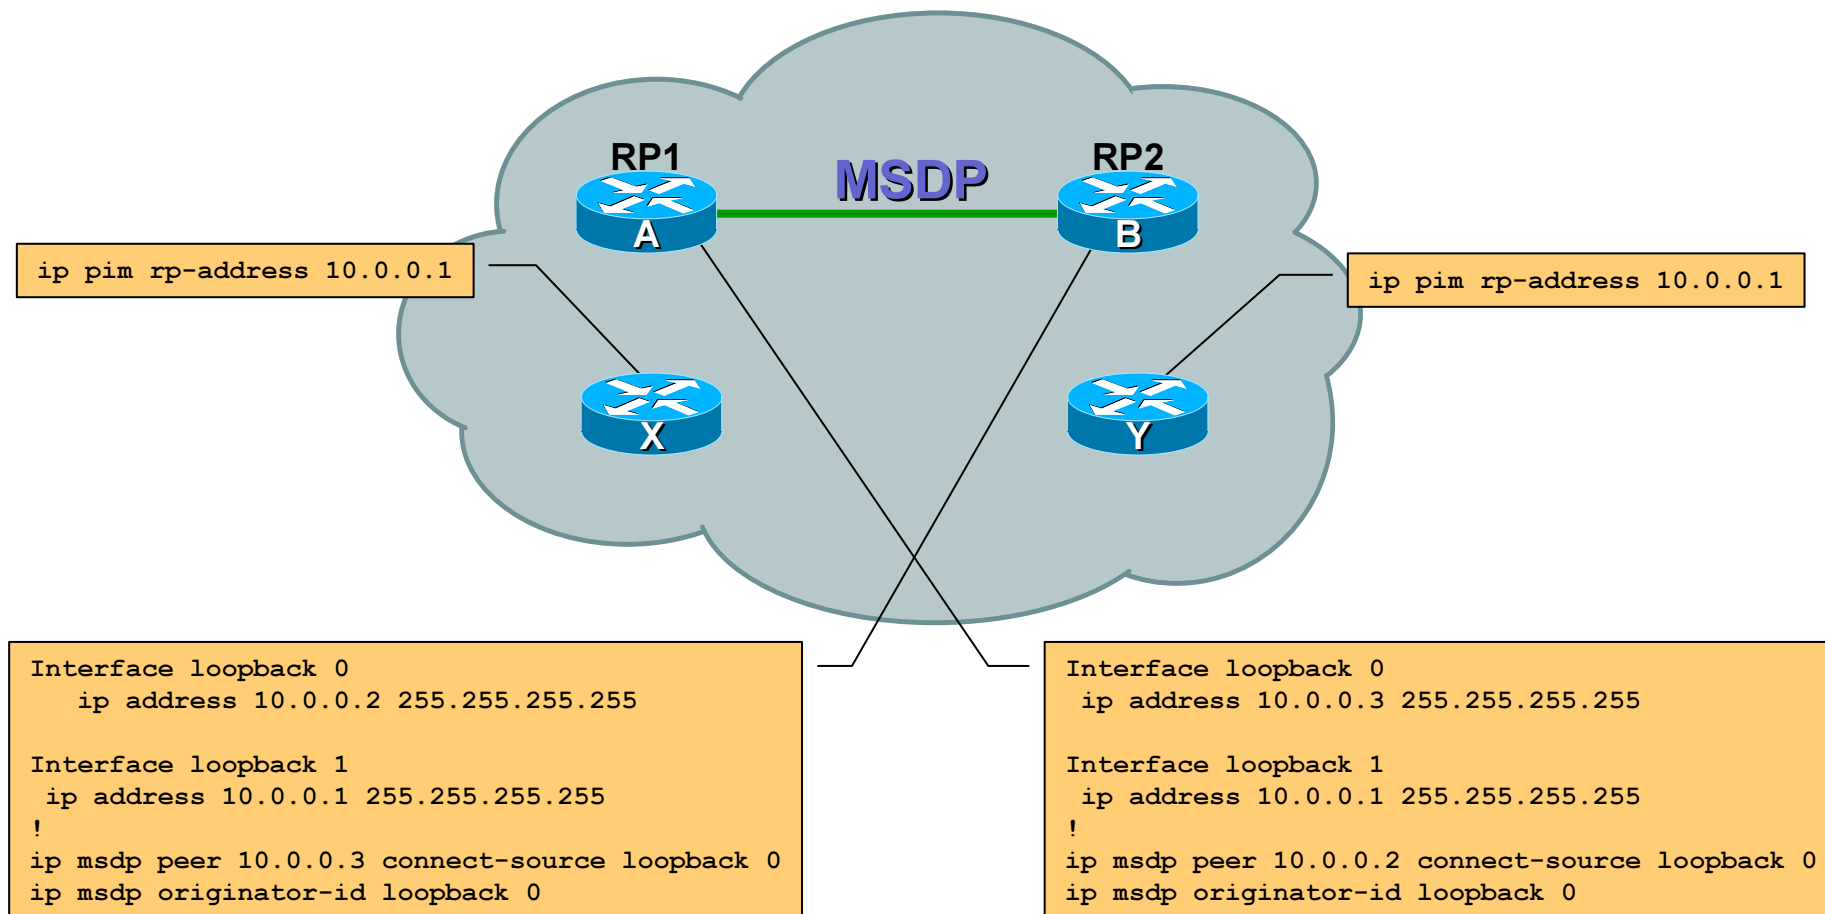 RP1
MSDP
RP2
A
B
ip pim rp-address 10.0.0.1
ip pim rp-address 10.0.0.1
X
Y
Interface loopback 0
ip address 10.0.0.2 255.255.255.255
Interface loopback 1
ip address 10.0.0.1 255.255.255.255
!
ip msdp peer 10.0.0.3 connect-source loopback 0
ip msdp originator-id loopback 0
Interface loopback 0
ip address 10.0.0.3 255.255.255.255
Interface loopback 1
ip address 10.0.0.1 255.255.255.255
!
ip msdp peer 10.0.0.2 connect-source loopback 0
ip msdp originator-id loopback 0